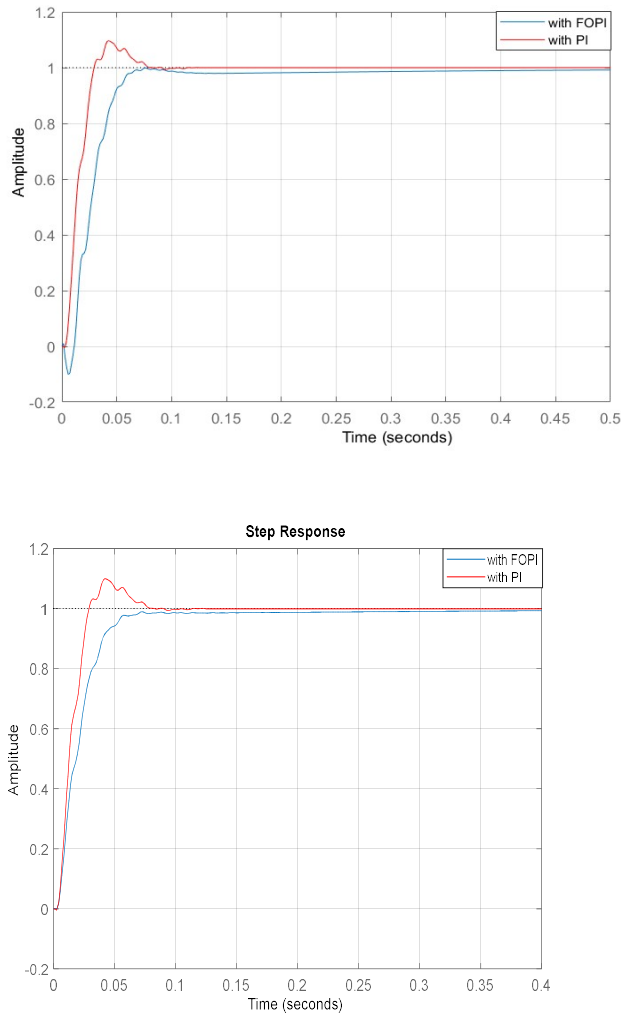 1.2
with FOPI
with PI
1
0.8
Amplitude
0.6
0.4
0.2
0
-0.2
0 0.05 0.1 0.15 0.2 0.25 0.3 0.35 0.4 0.45 0.5
Time (seconds)
Step Response
1.2
with FOPI
with PI
1
0.8
0.6
Amplitude
0.4
0.2
0
-0.2
0 0.05 0.1 0.15 0.2 0.25 0.3 0.35 0.4
Time (seconds)